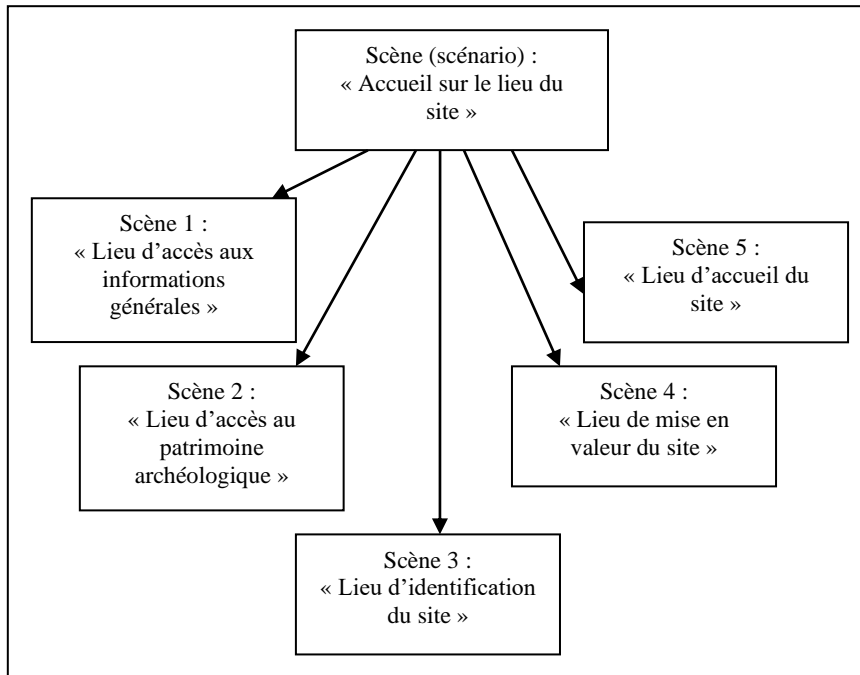 Scène (scénario) :
« Accueil sur le lieu du
site »
Scène 1 :
« Lieu d’accès aux
informations
générales »
Scène 5 :
« Lieu d’accueil du
site »
Scène 2 :
« Lieu d’accès au
patrimoine
archéologique »
Scène 4 :
« Lieu de mise en
valeur du site »
Scène 3 :
« Lieu d’identification
du site »